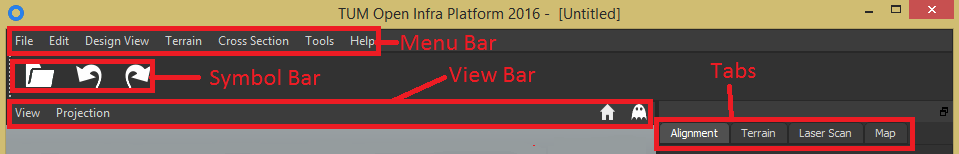 TUM Open Infra Platform 2016 - [Untitled]
File Edit Design View Terrain Cross Section Tools Help Menu Bar
Symbol Bar
View Bar
Tabs
View Projection
Alignment Terrain Laser Scan Map